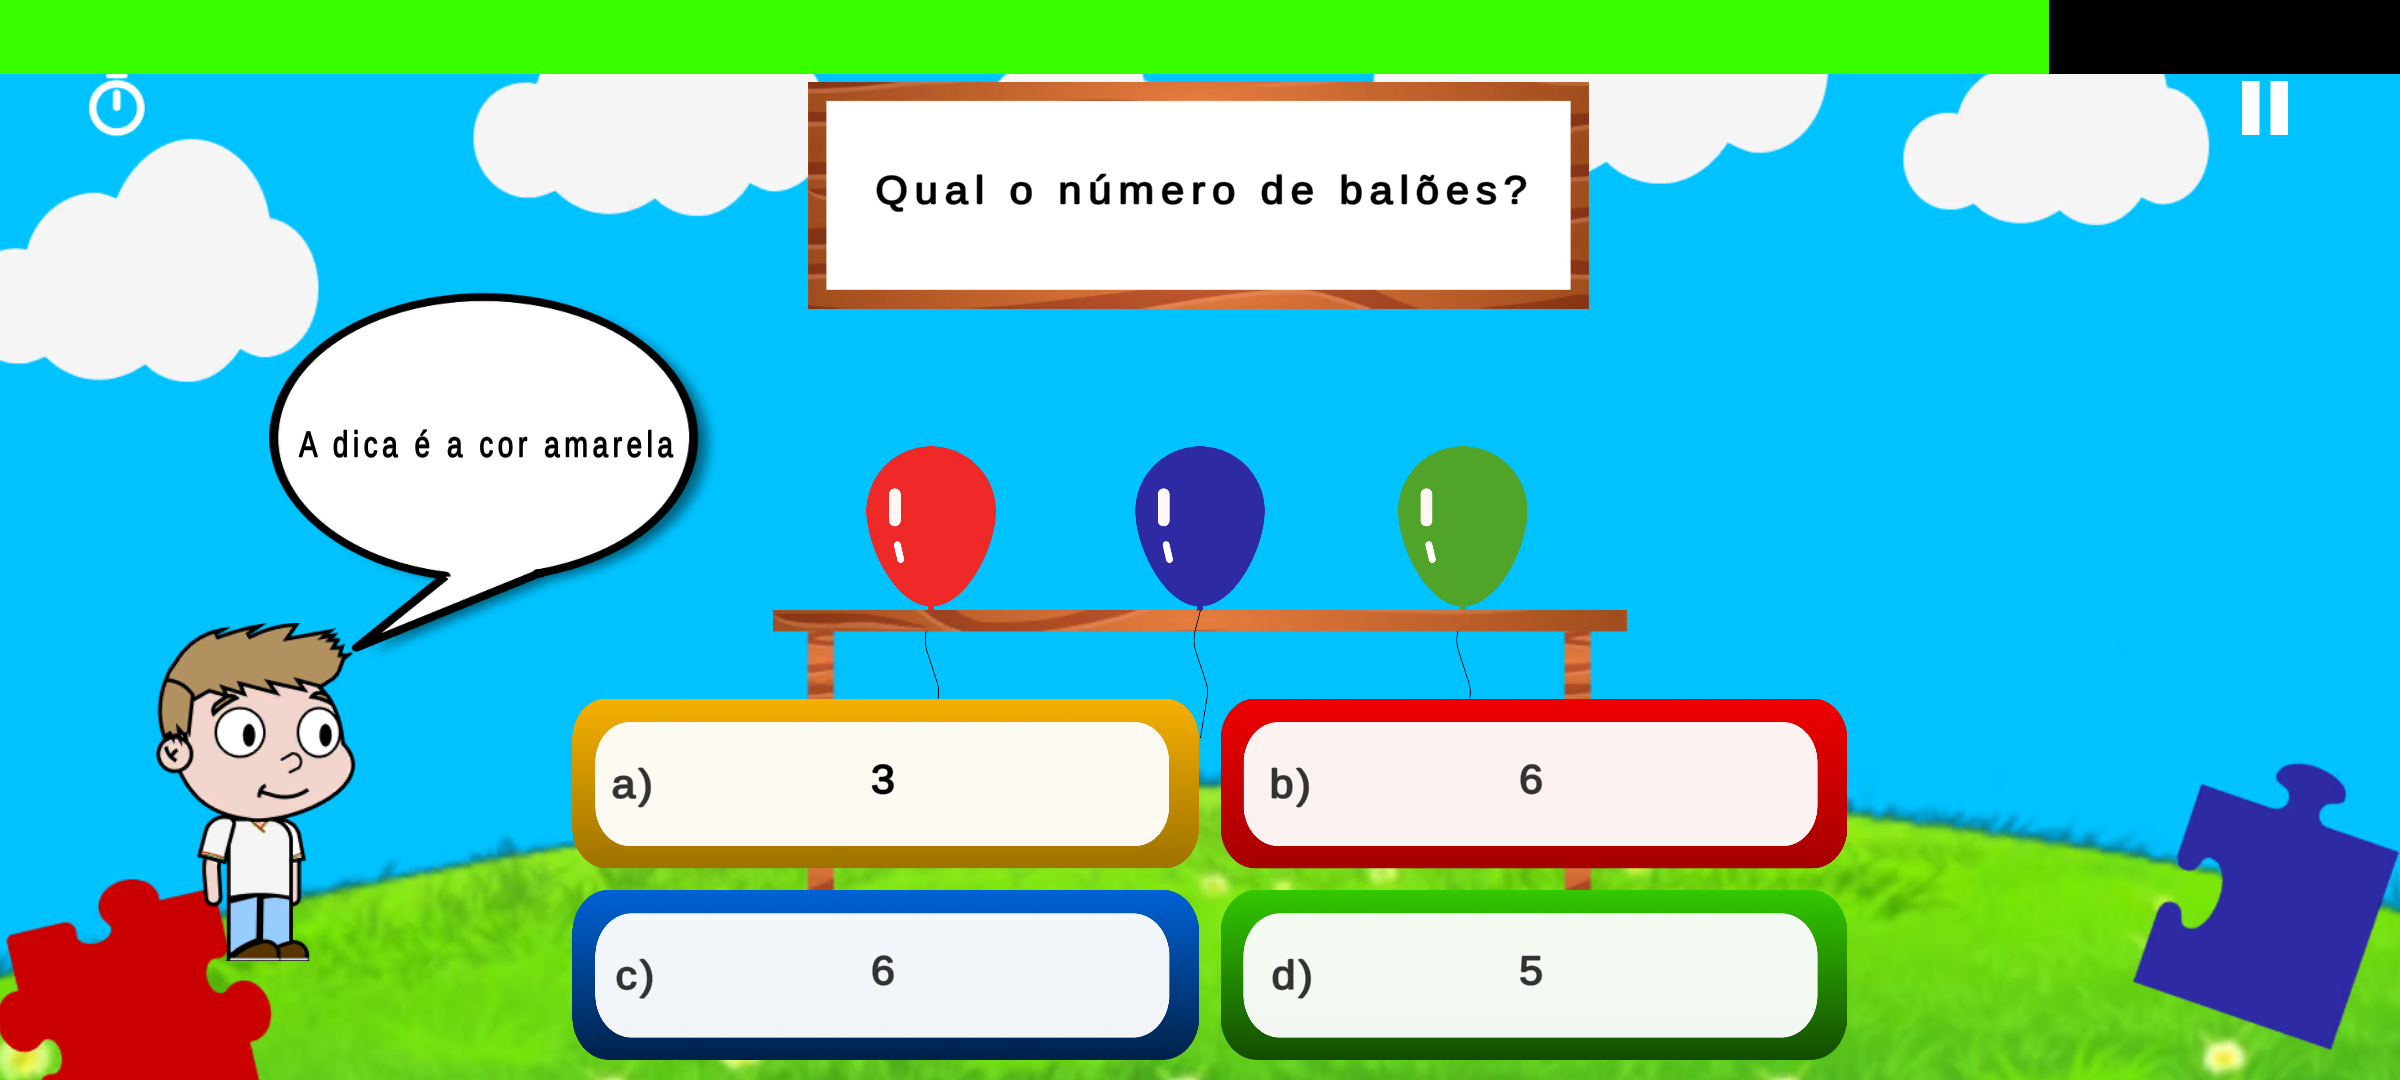 Qual o número de balões?
A dica é a cor amarela
a) 3
b) 6
c) 6
d) 5